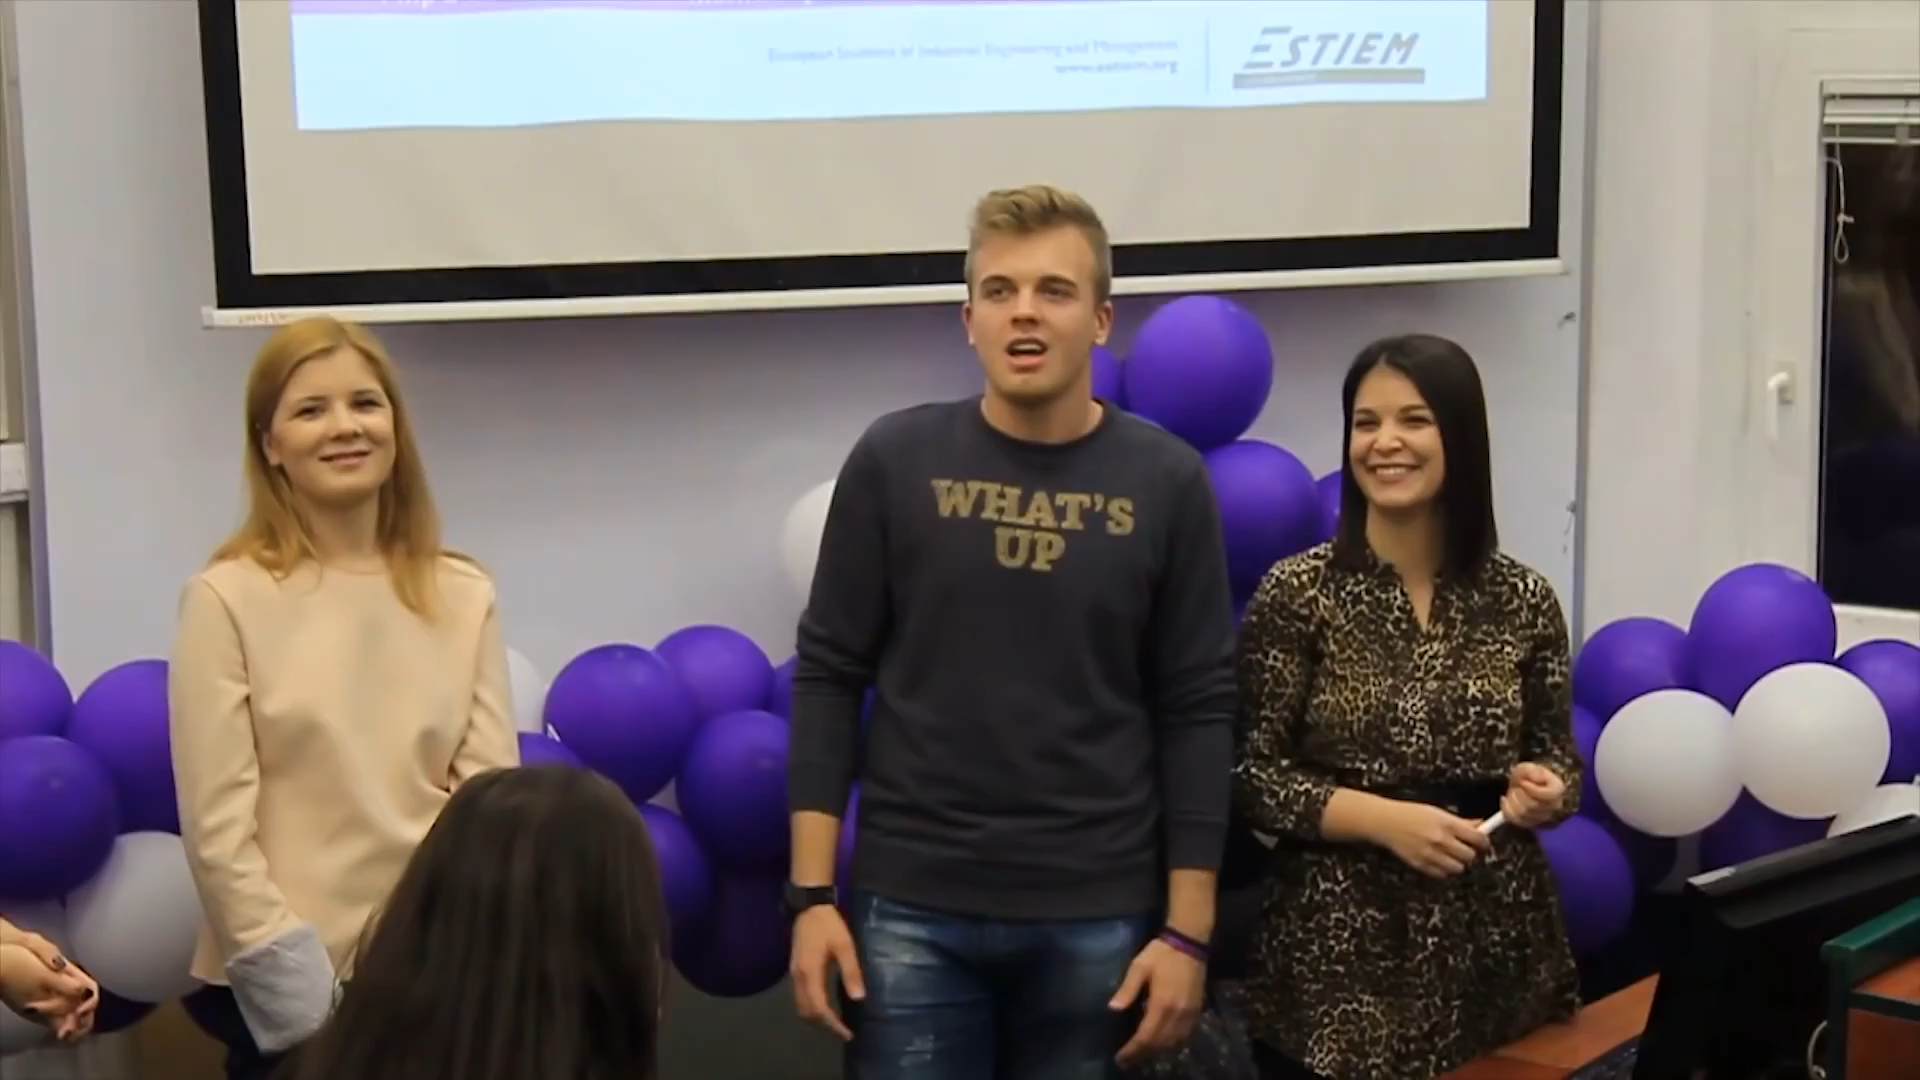 European Students of Industrial Engineering and Management
www.estiem.org
ESTIEM
WHAT'S
UP